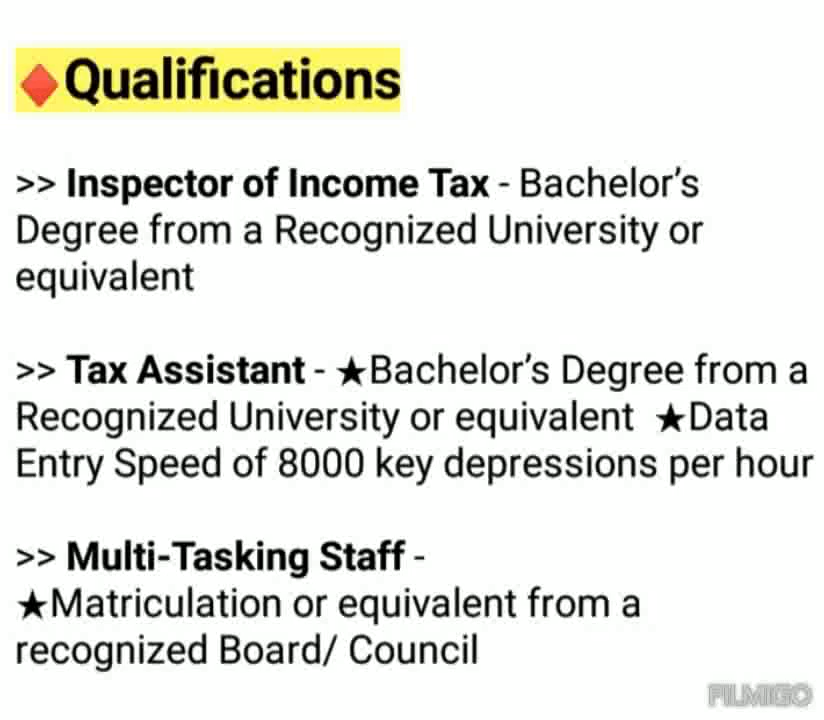 ♦Qualifications
>> Inspector of Income Tax - Bachelor’s
Degree from a Recognized University or
equivalent
>> Tax Assistant - ★Bachelor’s Degree from a
Recognized University or equivalent ★Data
Entry Speed of 8000 key depressions per hour
>> Multi-Tasking Staff -
★Matriculation or equivalent from a
recognized Board/ Council
FILMIGO